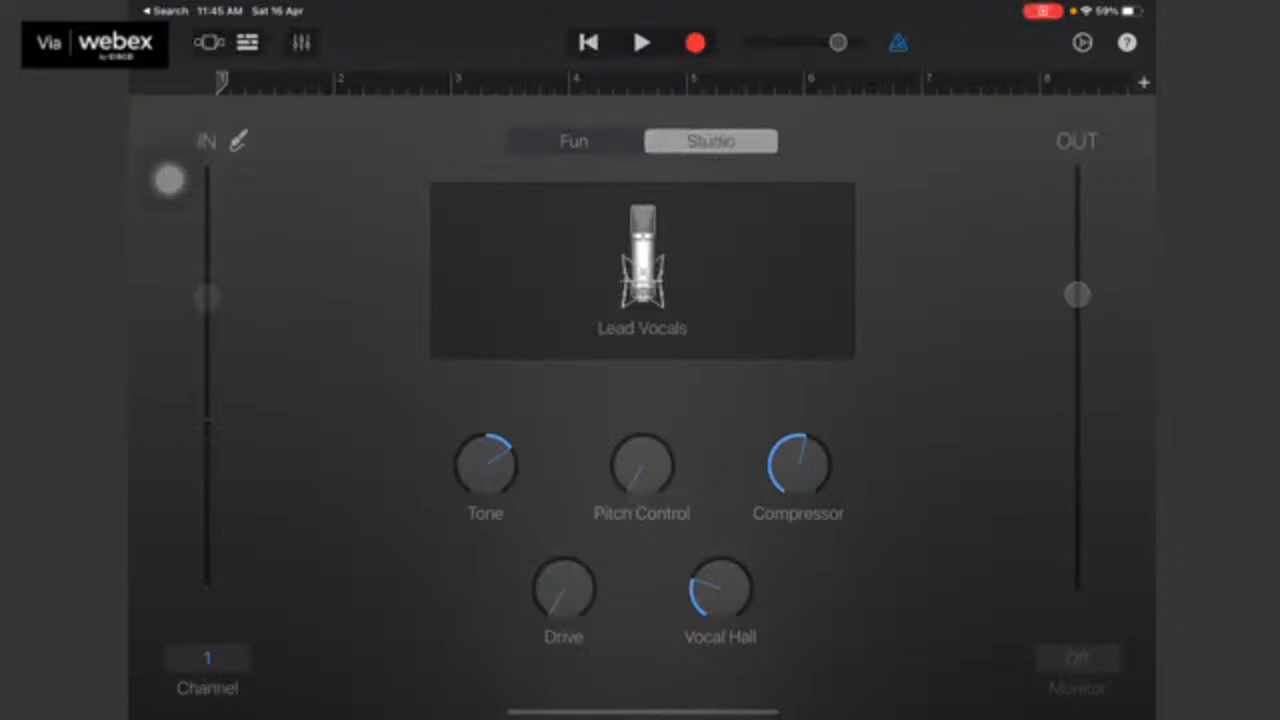 Search 11:45 AM Sat 16 Apr
59%
Via webex
by CISCO
1 2 3 4 5 6 7 8 +
IN
Fun
Studio
OUT
Lead Vocals
Tone
Pitch Control
Compressor
Drive
Vocal Hall
1
Off
Channel
Monitor